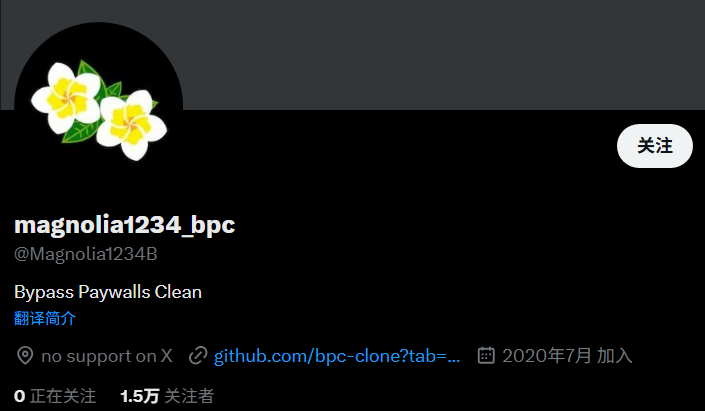 关注
magnolia1234_bpc
@Magnolia1234B
Bypass Paywalls Clean
翻译简介
no support on X github.com/bpc-clone?tab=... 2020年7月 加入
0 正在关注 1.5万 关注者